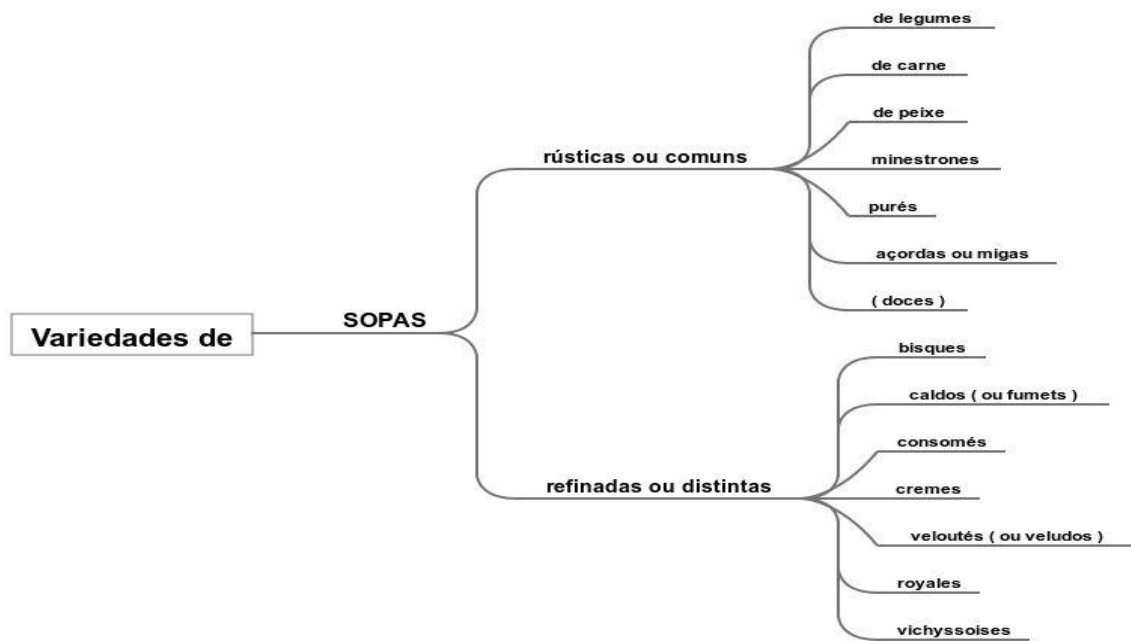 Variedades de
SOPAS
rústicas ou comuns
de legumes
de carne
de peixe
minestrones
purés
açordas ou migas
( doces )
refinadas ou distintas
bisques
caldos ( ou fumets )
consomés
cremes
veloutés ( ou veludos )
royales
vichyssoises